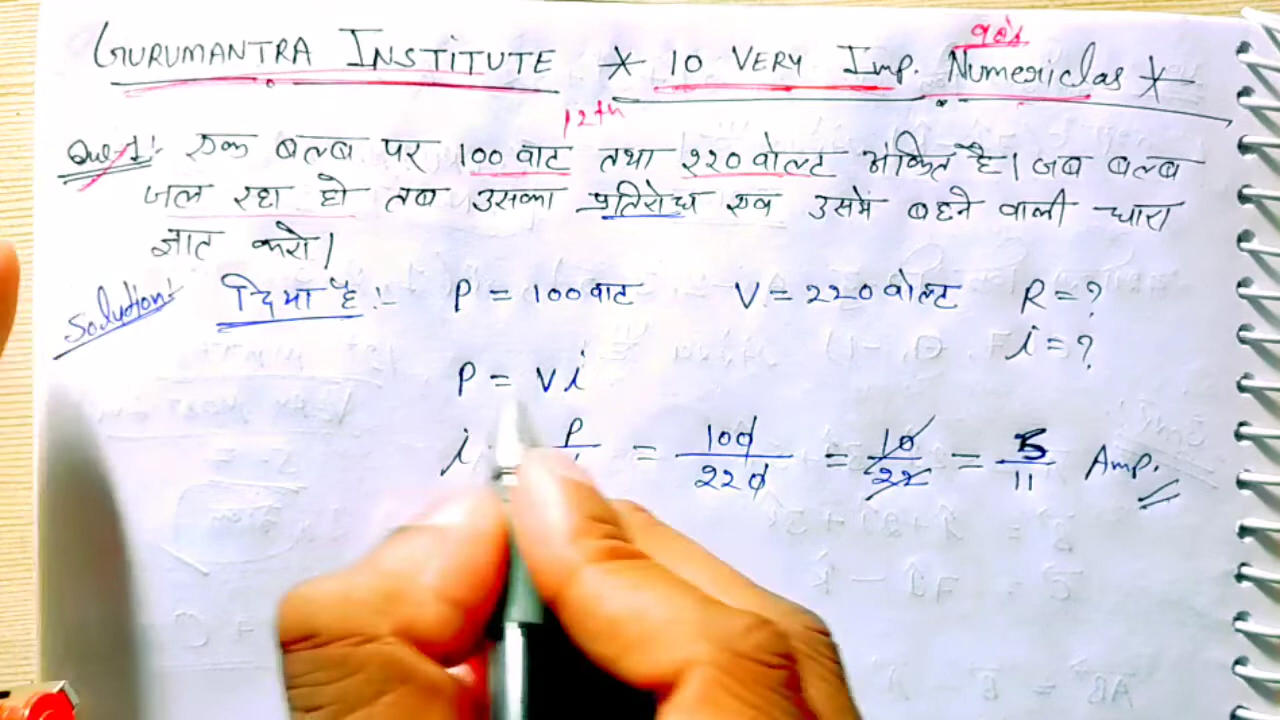 GURUMANTRA INSTITUTE * 10 VERY Imp. Numericlas *
12th
Que-1:- एक बल्ब पर 100 वाट तथा 220 वोल्ट अंकित है। जब बल्ब
जल रहा हो तब उसका प्रतिरोध एव उसमे बहने वाली धारा
ज्ञात करो।
Solution:- दिया है:- P = 100 वाट V = 220 वोल्ट R = ?
i = ?
P = Vi
i P = 100/220 = 10/22 = 5/11 Amp.